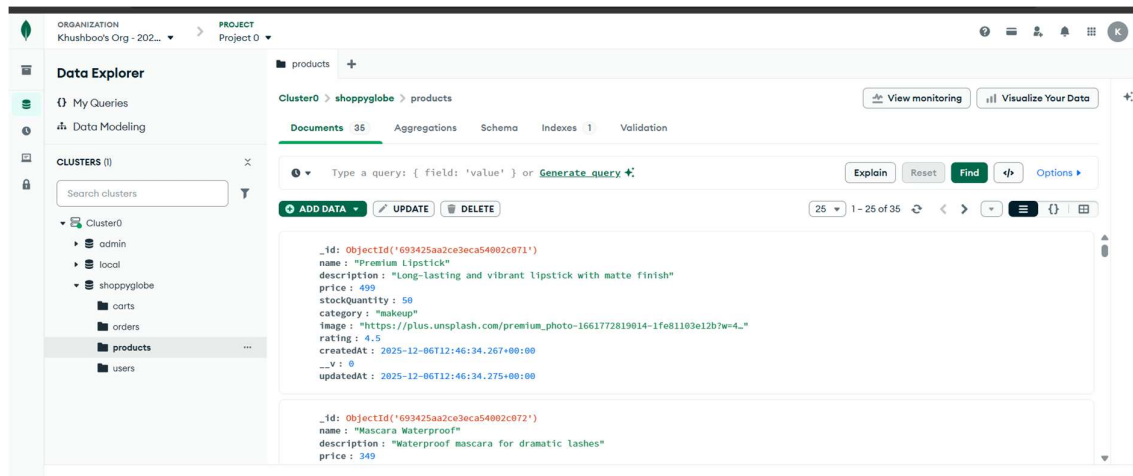 ORGANIZATION
Khushboo's Org - 202...
PROJECT
Project 0
K
Data Explorer
My Queries
Data Modeling
CLUSTERS (1)
Search clusters
Cluster0
admin
local
shoppyglobe
carts
orders
products
users
products
Cluster0 > shoppyglobe > products
View monitoring
Visualize Your Data
Documents 35 Aggregations Schema Indexes 1 Validation
Type a query: { field: 'value' } or Generate query
Explain Reset Find </> Options
ADD DATA UPDATE DELETE
25 1 – 25 of 35 {}
_id: ObjectId('693425aa2ce3eca54002c071')
name : "Premium Lipstick"
description : "Long-lasting and vibrant lipstick with matte finish"
price : 499
stockQuantity : 50
category : "makeup"
image : "https://plus.unsplash.com/premium_photo-1661772819014-1fe81103e12b?w=4…"
rating : 4.5
createdAt : 2025-12-06T12:46:34.267+00:00
__v : 0
updatedAt : 2025-12-06T12:46:34.275+00:00
_id: ObjectId('693425aa2ce3eca54002c072')
name : "Mascara Waterproof"
description : "Waterproof mascara for dramatic lashes"
price : 349